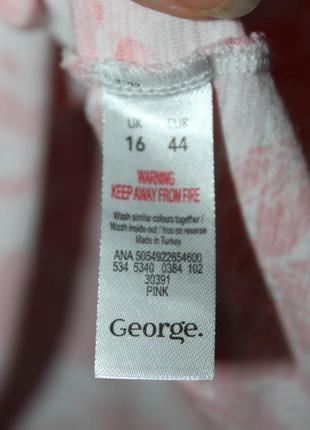 UK EUR
16 44
WARNING
KEEP AWAY FROM FIRE
Wash similar colours together /
Wash inside out / Iron on reverse
Made in Turkey
ANA 5054922654600
534 5340 0384 102
30391
PINK
George.